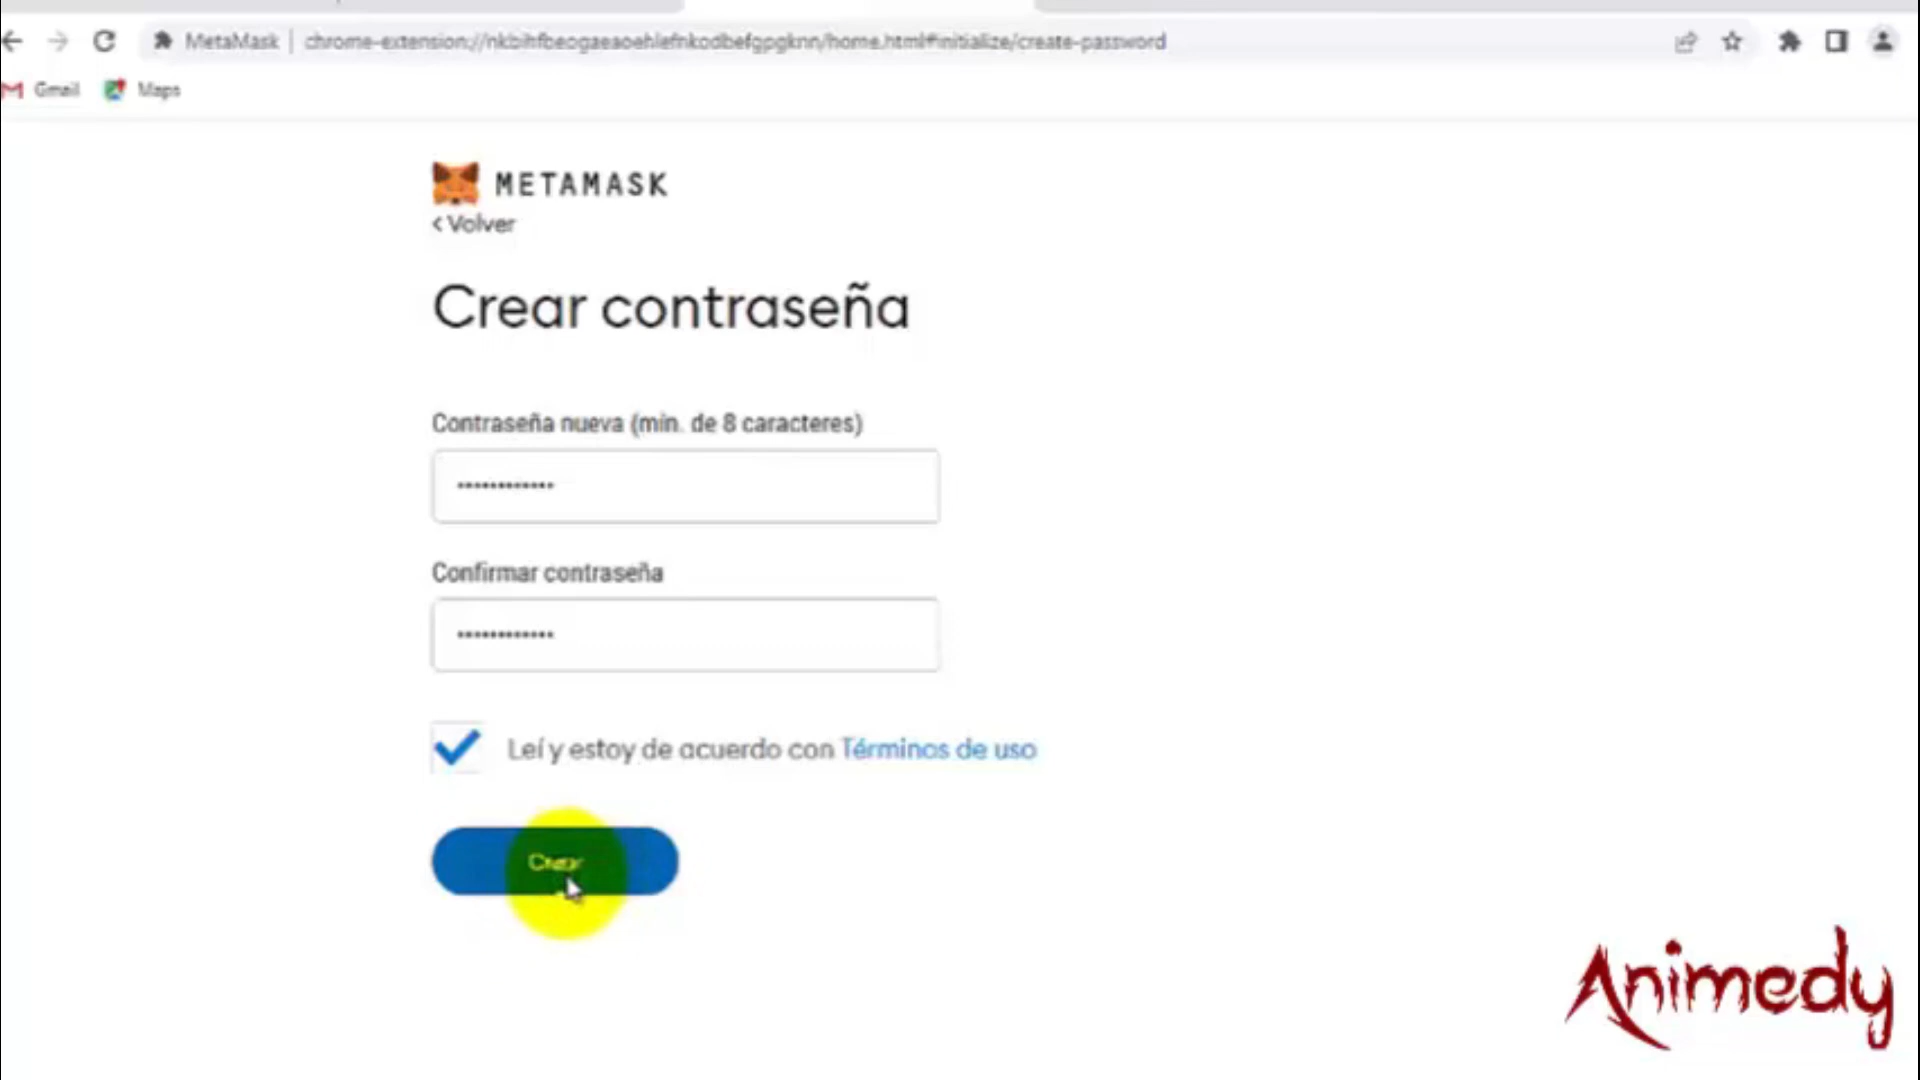 MetaMask | chrome-extension://nkbihfbeogaeaoehlefnkodbefgpgknn/home.html#initialize/create-password
Gmail Maps
METAMASK
< Volver
Crear contraseña
Contraseña nueva (mín. de 8 caracteres)
Confirmar contraseña
Leí y estoy de acuerdo con Términos de uso
Crear
Animedy